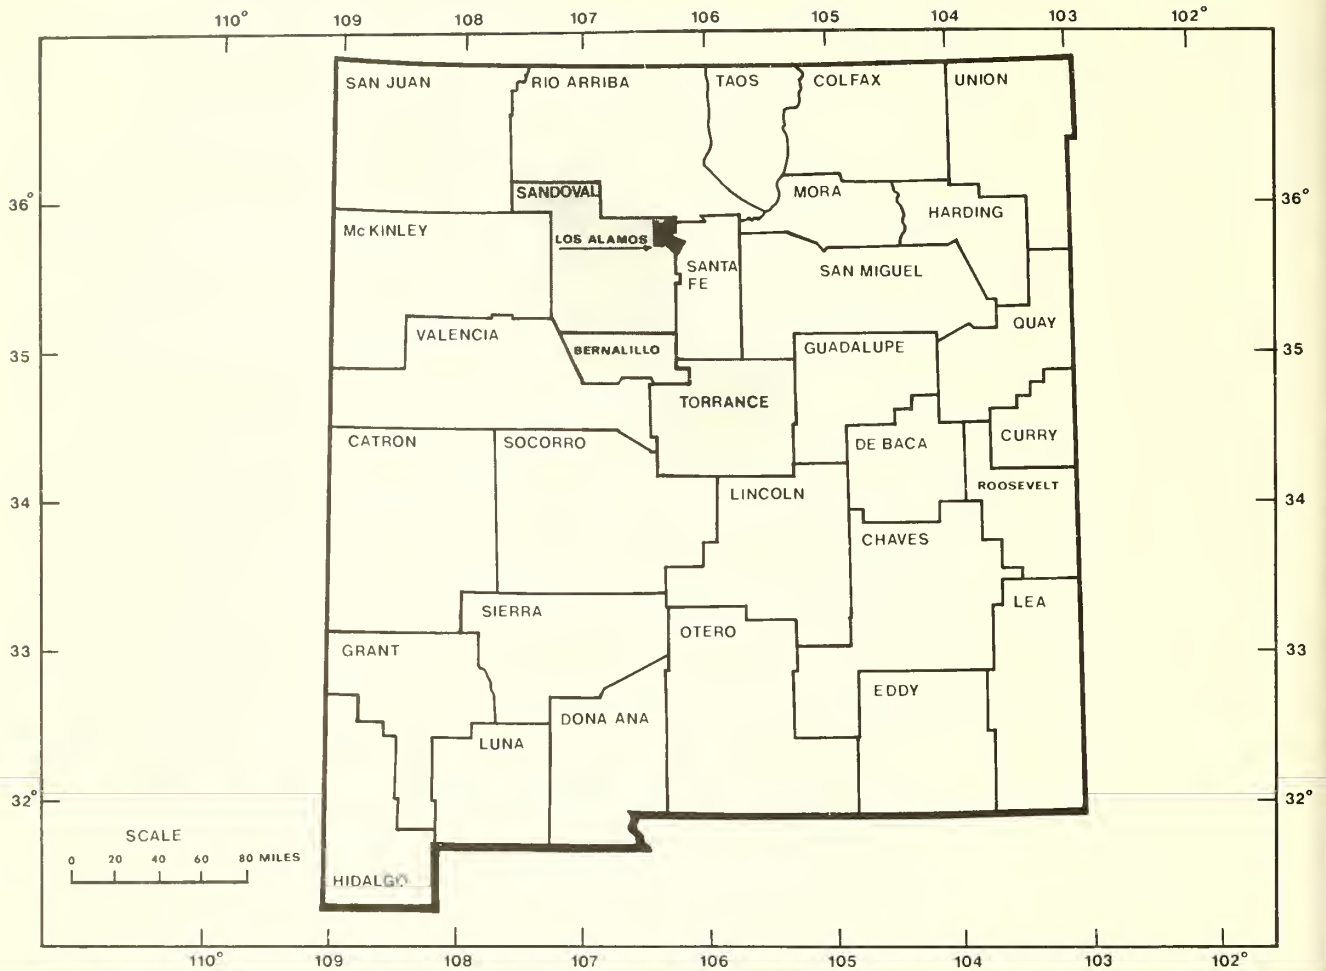 110° 109 108 107 106 105 104 103 102°
SAN JUAN RIO ARRIBA TAOS COLFAX UNION
SANDOVAL MORA
36° 36°
HARDING
McKINLEY LOS ALAMOS
SANTA
FE
SAN MIGUEL
VALENCIA QUAY
BERNALILLO GUADALUPE
35 35
TORRANCE
CATRON SOCORRO DE BACA CURRY
LINCOLN ROOSEVELT
34 34
CHAVES
SIERRA LEA
GRANT OTERO
33 33
DONA ANA EDDY
LUNA
32° 32°
SCALE
0 20 40 60 80 MILES
HIDALGO
110° 109 108 107 106 105 104 103 102°